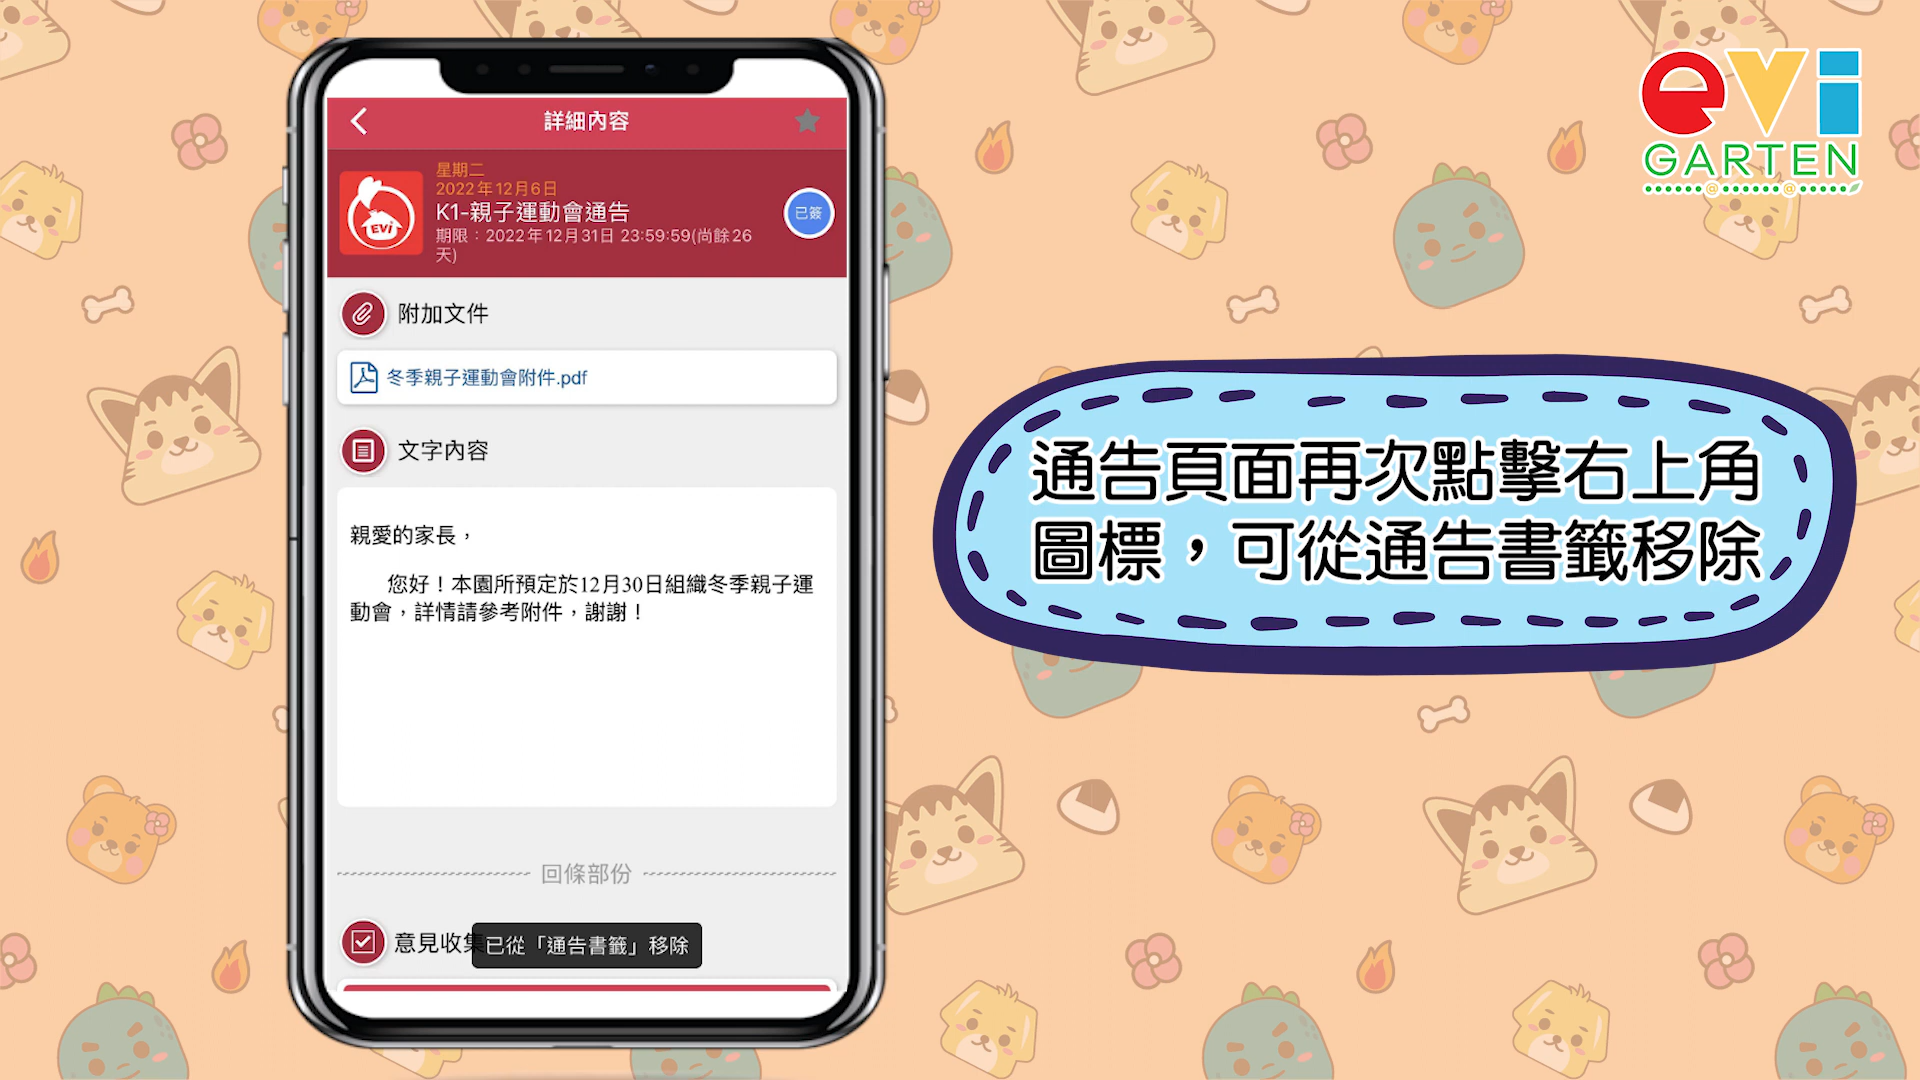 詳細內容
星期二
2022年12月6日
K1-親子運動會通告
期限：2022年12月31日 23:59:59(尚餘26
天)
已簽
EVi
附加文件
冬季親子運動會附件.pdf
文字內容
親愛的家長，
您好！本園所預定於12月30日組織冬季親子運
動會，詳情請參考附件，謝謝！
回條部份
意見收集
已從「通告書籤」移除
evi
GARTEN
通告頁面再次點擊右上角
圖標，可從通告書籤移除